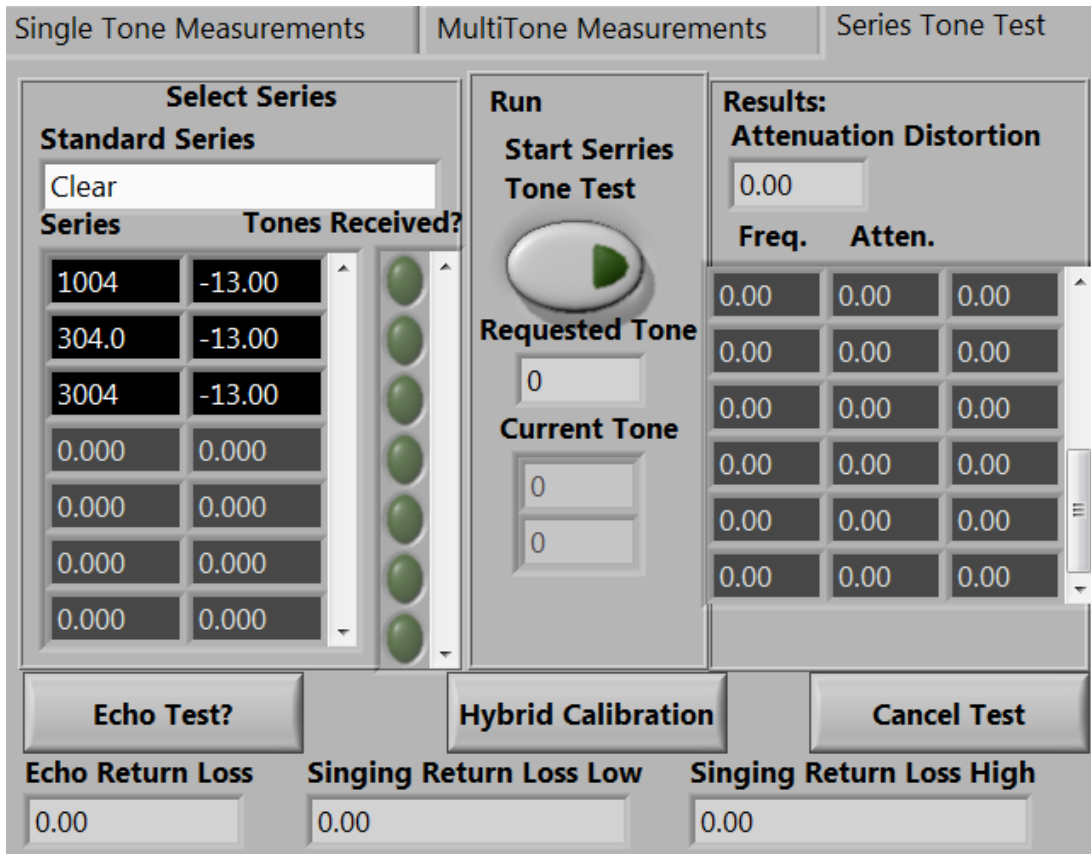 Single Tone Measurements
MultiTone Measurements
Series Tone Test
Select Series
Standard Series
Clear
Series Tones Received?
1004 -13.00
304.0 -13.00
3004 -13.00
0.000 0.000
0.000 0.000
0.000 0.000
0.000 0.000
Run
Start Serries
Tone Test
Requested Tone
0
Current Tone
0
0
Results:
Attenuation Distortion
0.00
Freq. Atten.
0.00 0.00 0.00
0.00 0.00 0.00
0.00 0.00 0.00
0.00 0.00 0.00
0.00 0.00 0.00
0.00 0.00 0.00
Echo Test?
Hybrid Calibration
Cancel Test
Echo Return Loss
0.00
Singing Return Loss Low
0.00
Singing Return Loss High
0.00